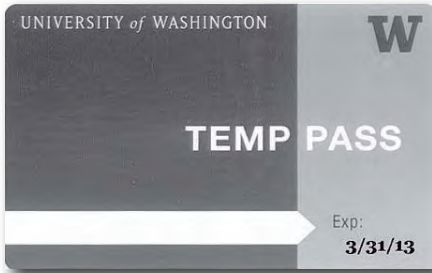 UNIVERSITY of WASHINGTON
W
TEMP PASS
Exp:
3/31/13